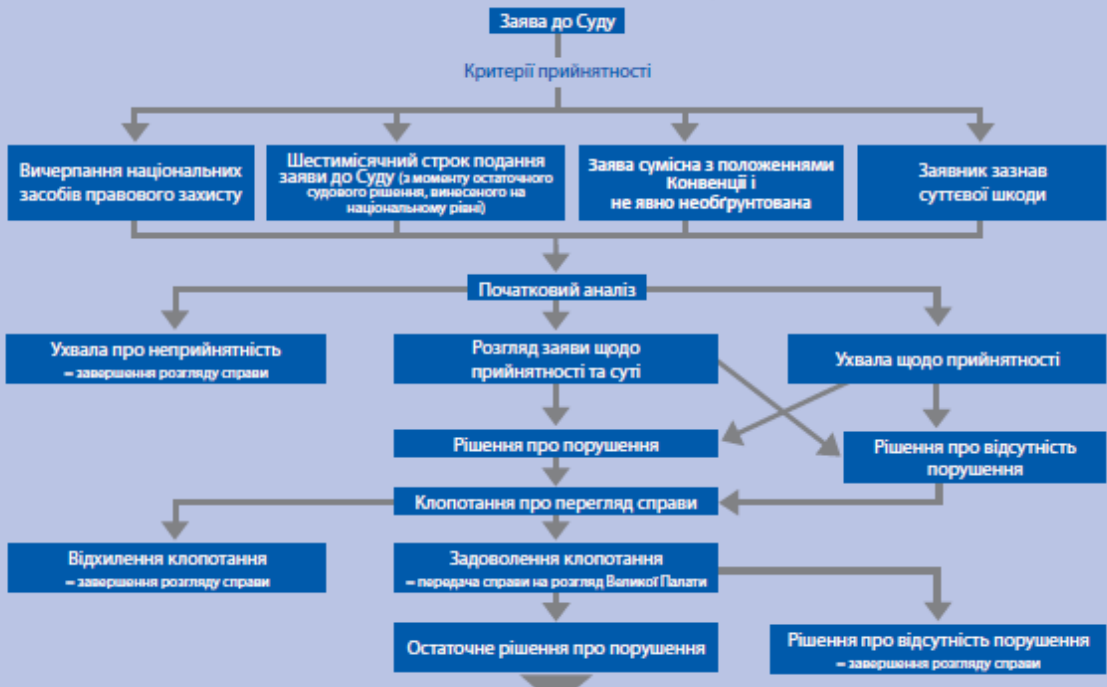 Заява до Суду
Критерії прийнятності
Вичерпання національних
засобів правового захисту
Шестимісячний строк подання
заяви до Суду (з моменту остаточного
судового рішення, винесеного на
національному рівні)
Заява сумісна з положеннями
Конвенції і
не явно необґрунтована
Заявник зазнав
суттєвої шкоди
Початковий аналіз
Ухвала про неприйнятність
– завершення розгляду справи
Розгляд заяви щодо
прийнятності та суті
Ухвала щодо прийнятності
Рішення про порушення
Рішення про відсутність
порушення
Клопотання про перегляд справи
Відхилення клопотання
– завершення розгляду справи
Задоволення клопотання
– передача справи на розгляд Великої Палати
Остаточне рішення про порушення
Рішення про відсутність порушення
– завершення розгляду справи